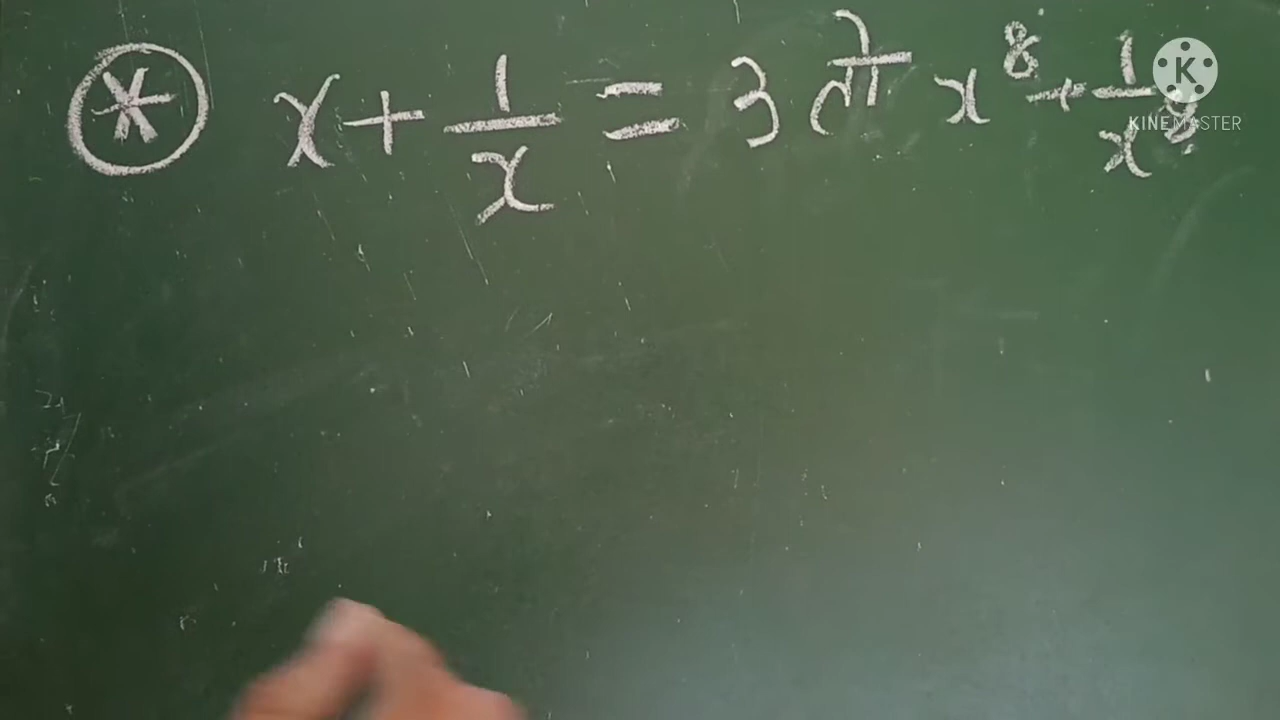 * x + 1/x = 3 तो x⁸ + 1/x⁸
K
KINEMASTER